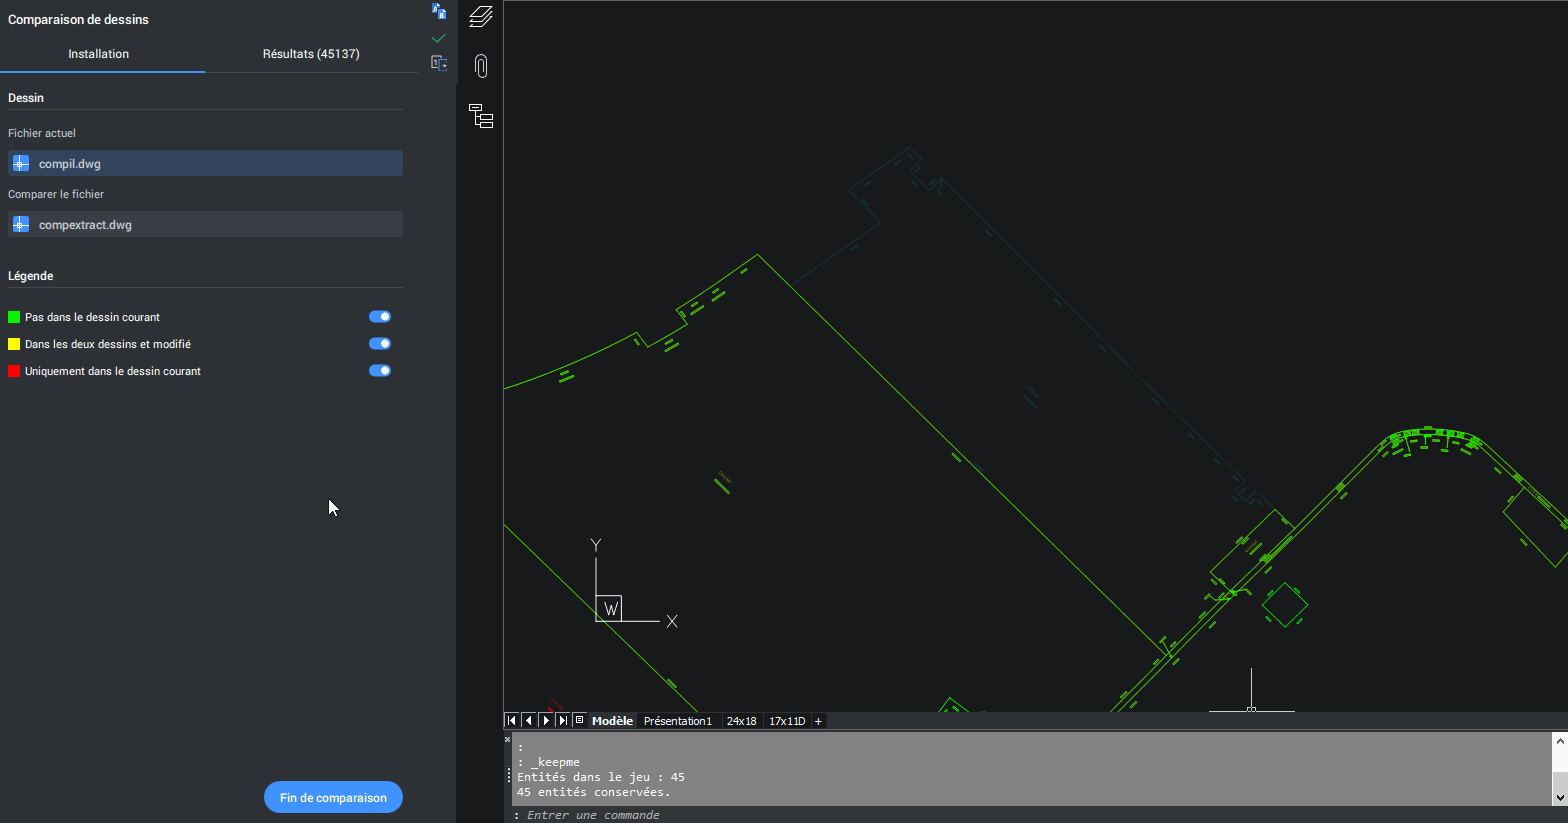 Comparaison de dessins
Installation
Résultats (45137)
Dessin
Fichier actuel
compil.dwg
Comparer le fichier
compextract.dwg
Légende
Pas dans le dessin courant
Dans les deux dessins et modifié
Uniquement dans le dessin courant
Fin de comparaison
Y
W
X
Modèle Présentation1 24x18 17x11D +
:
: _keepme
Entités dans le jeu : 45
45 entités conservées.
: Entrer une commande